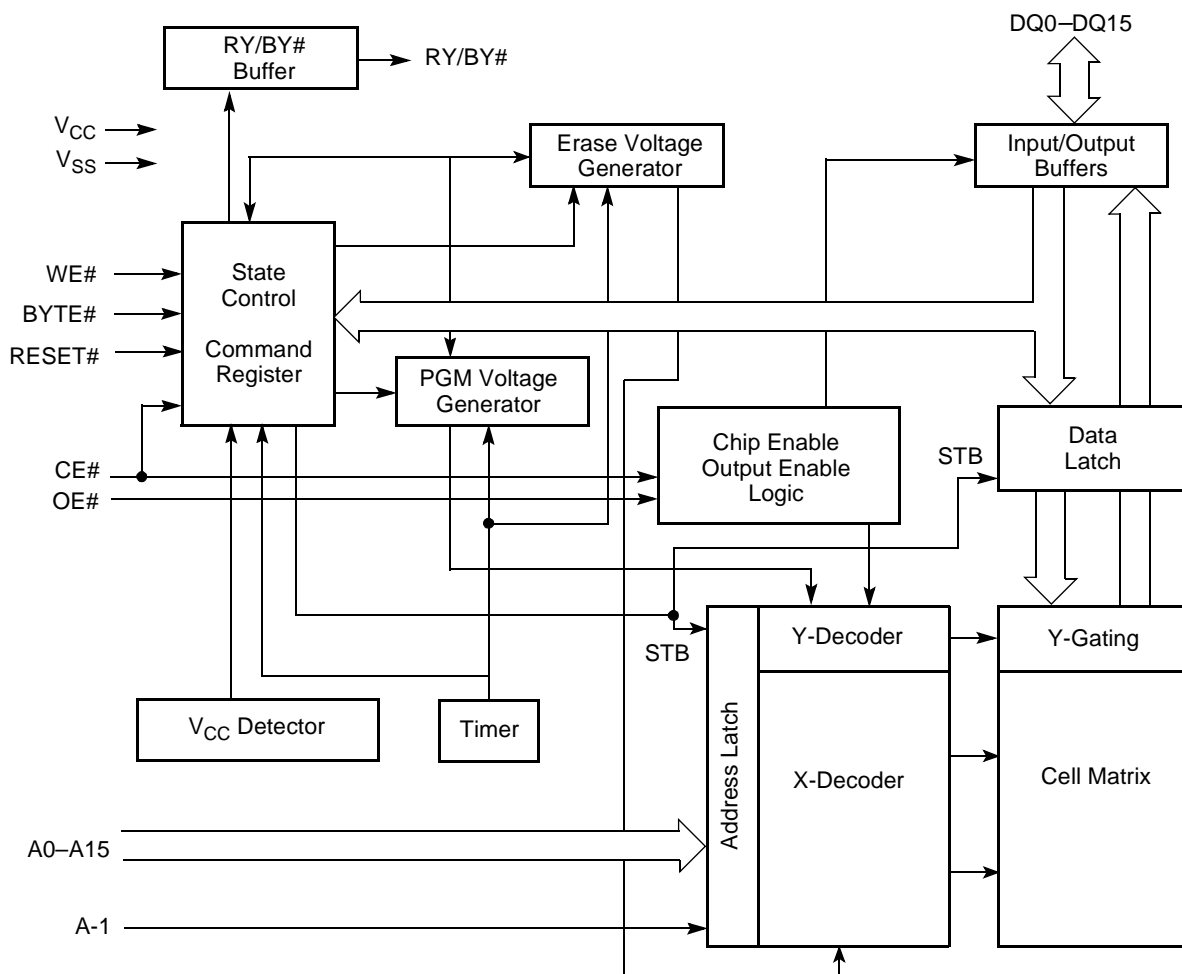 DQ0–DQ15
RY/BY#
Buffer
RY/BY#
VCC
VSS
Erase Voltage
Generator
Input/Output
Buffers
WE#
BYTE#
RESET#
State
Control
Command
Register
PGM Voltage
Generator
Chip Enable
Output Enable
Logic
STB
Data
Latch
CE#
OE#
STB
Y-Decoder
Y-Gating
VCC Detector
Timer
Address Latch
X-Decoder
Cell Matrix
A0–A15
A-1